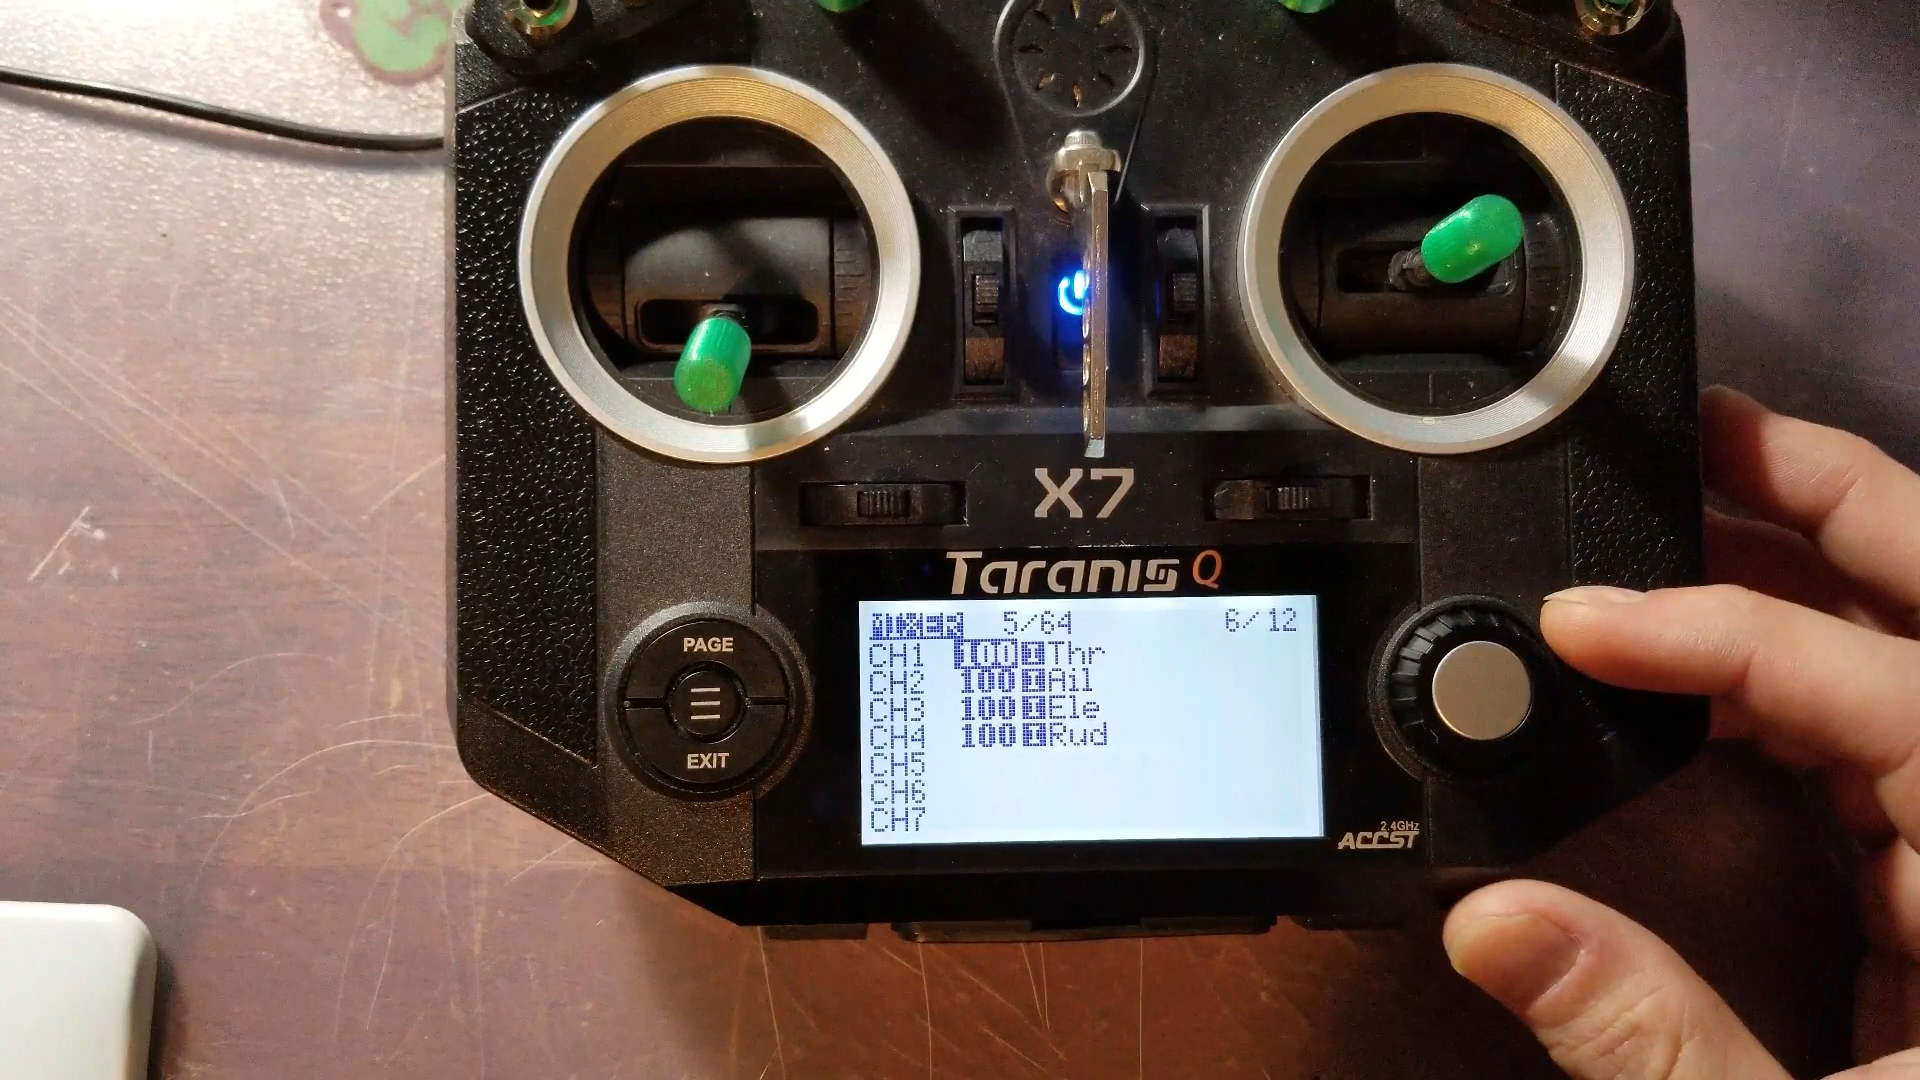 X7
Taranis Q
PAGE
EXIT
MIXER 5/64 6/12
CH1 100 I Thr
CH2 100 I Ail
CH3 100 I Ele
CH4 100 I Rud
CH5
CH6
CH7
2.4GHz
ACCST